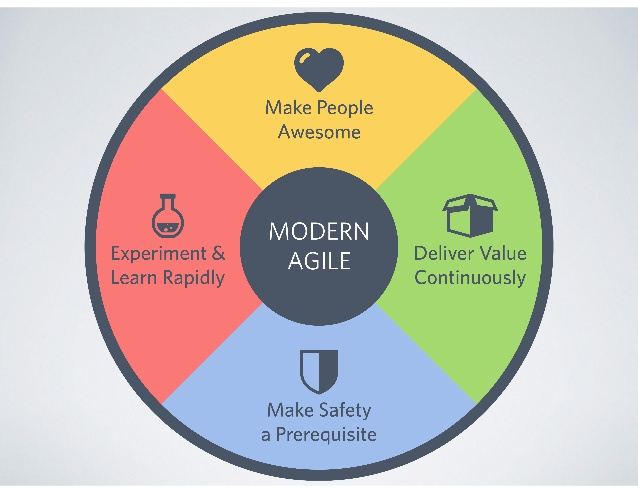 Make People
Awesome
Experiment &
Learn Rapidly
MODERN
AGILE
Deliver Value
Continuously
Make Safety
a Prerequisite